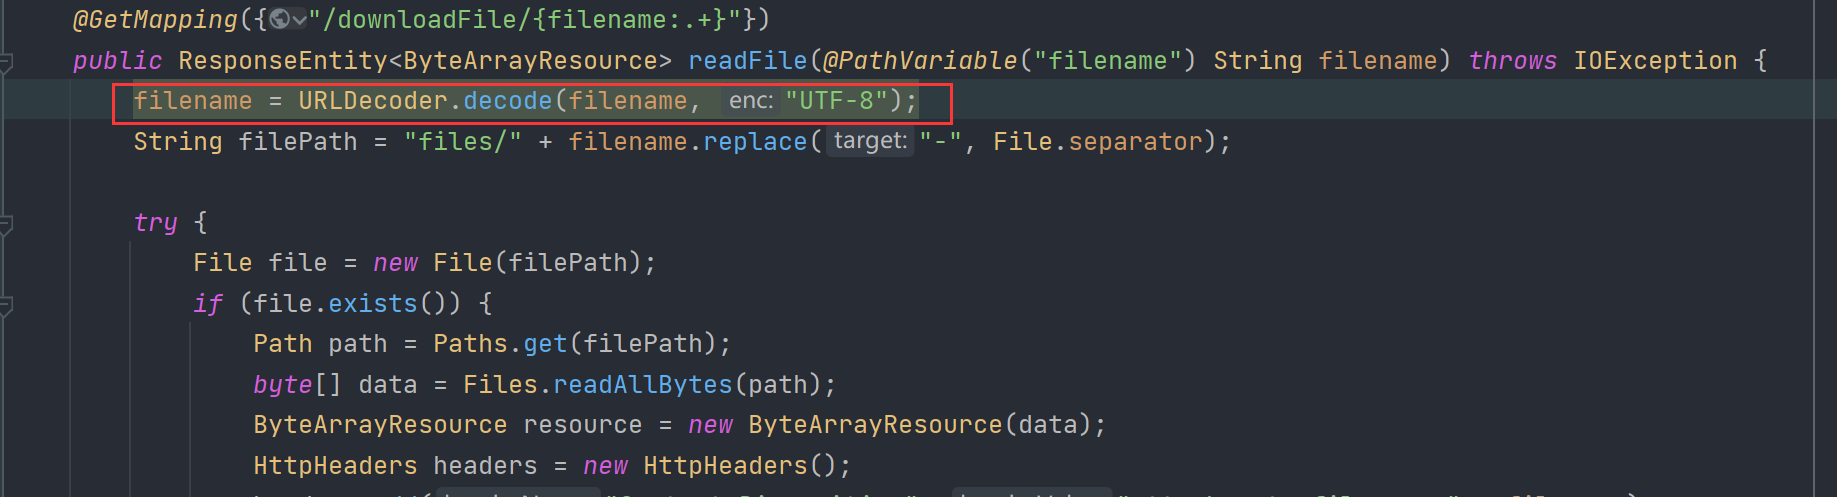 @GetMapping({"/downloadFile/{filename:.+}"})
public ResponseEntity<ByteArrayResource> readFile(@PathVariable("filename") String filename) throws IOException {
filename = URLDecoder.decode(filename, enc: "UTF-8");
String filePath = "files/" + filename.replace( target: "-", File.separator);
try {
File file = new File(filePath);
if (file.exists()) {
Path path = Paths.get(filePath);
byte[] data = Files.readAllBytes(path);
ByteArrayResource resource = new ByteArrayResource(data);
HttpHeaders headers = new HttpHeaders();